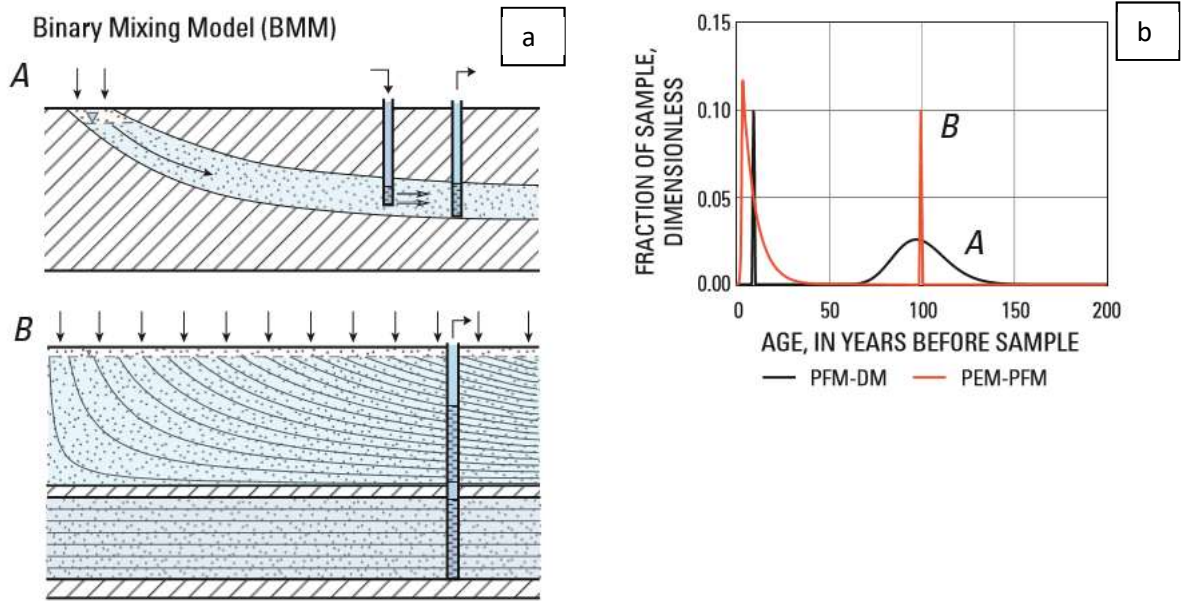 Binary Mixing Model (BMM)
a
A
B
b
FRACTION OF SAMPLE,
DIMENSIONLESS
0.15
0.10
0.05
0.00
B
A
0 50 100 150 200
AGE, IN YEARS BEFORE SAMPLE
PFM-DM PEM-PFM